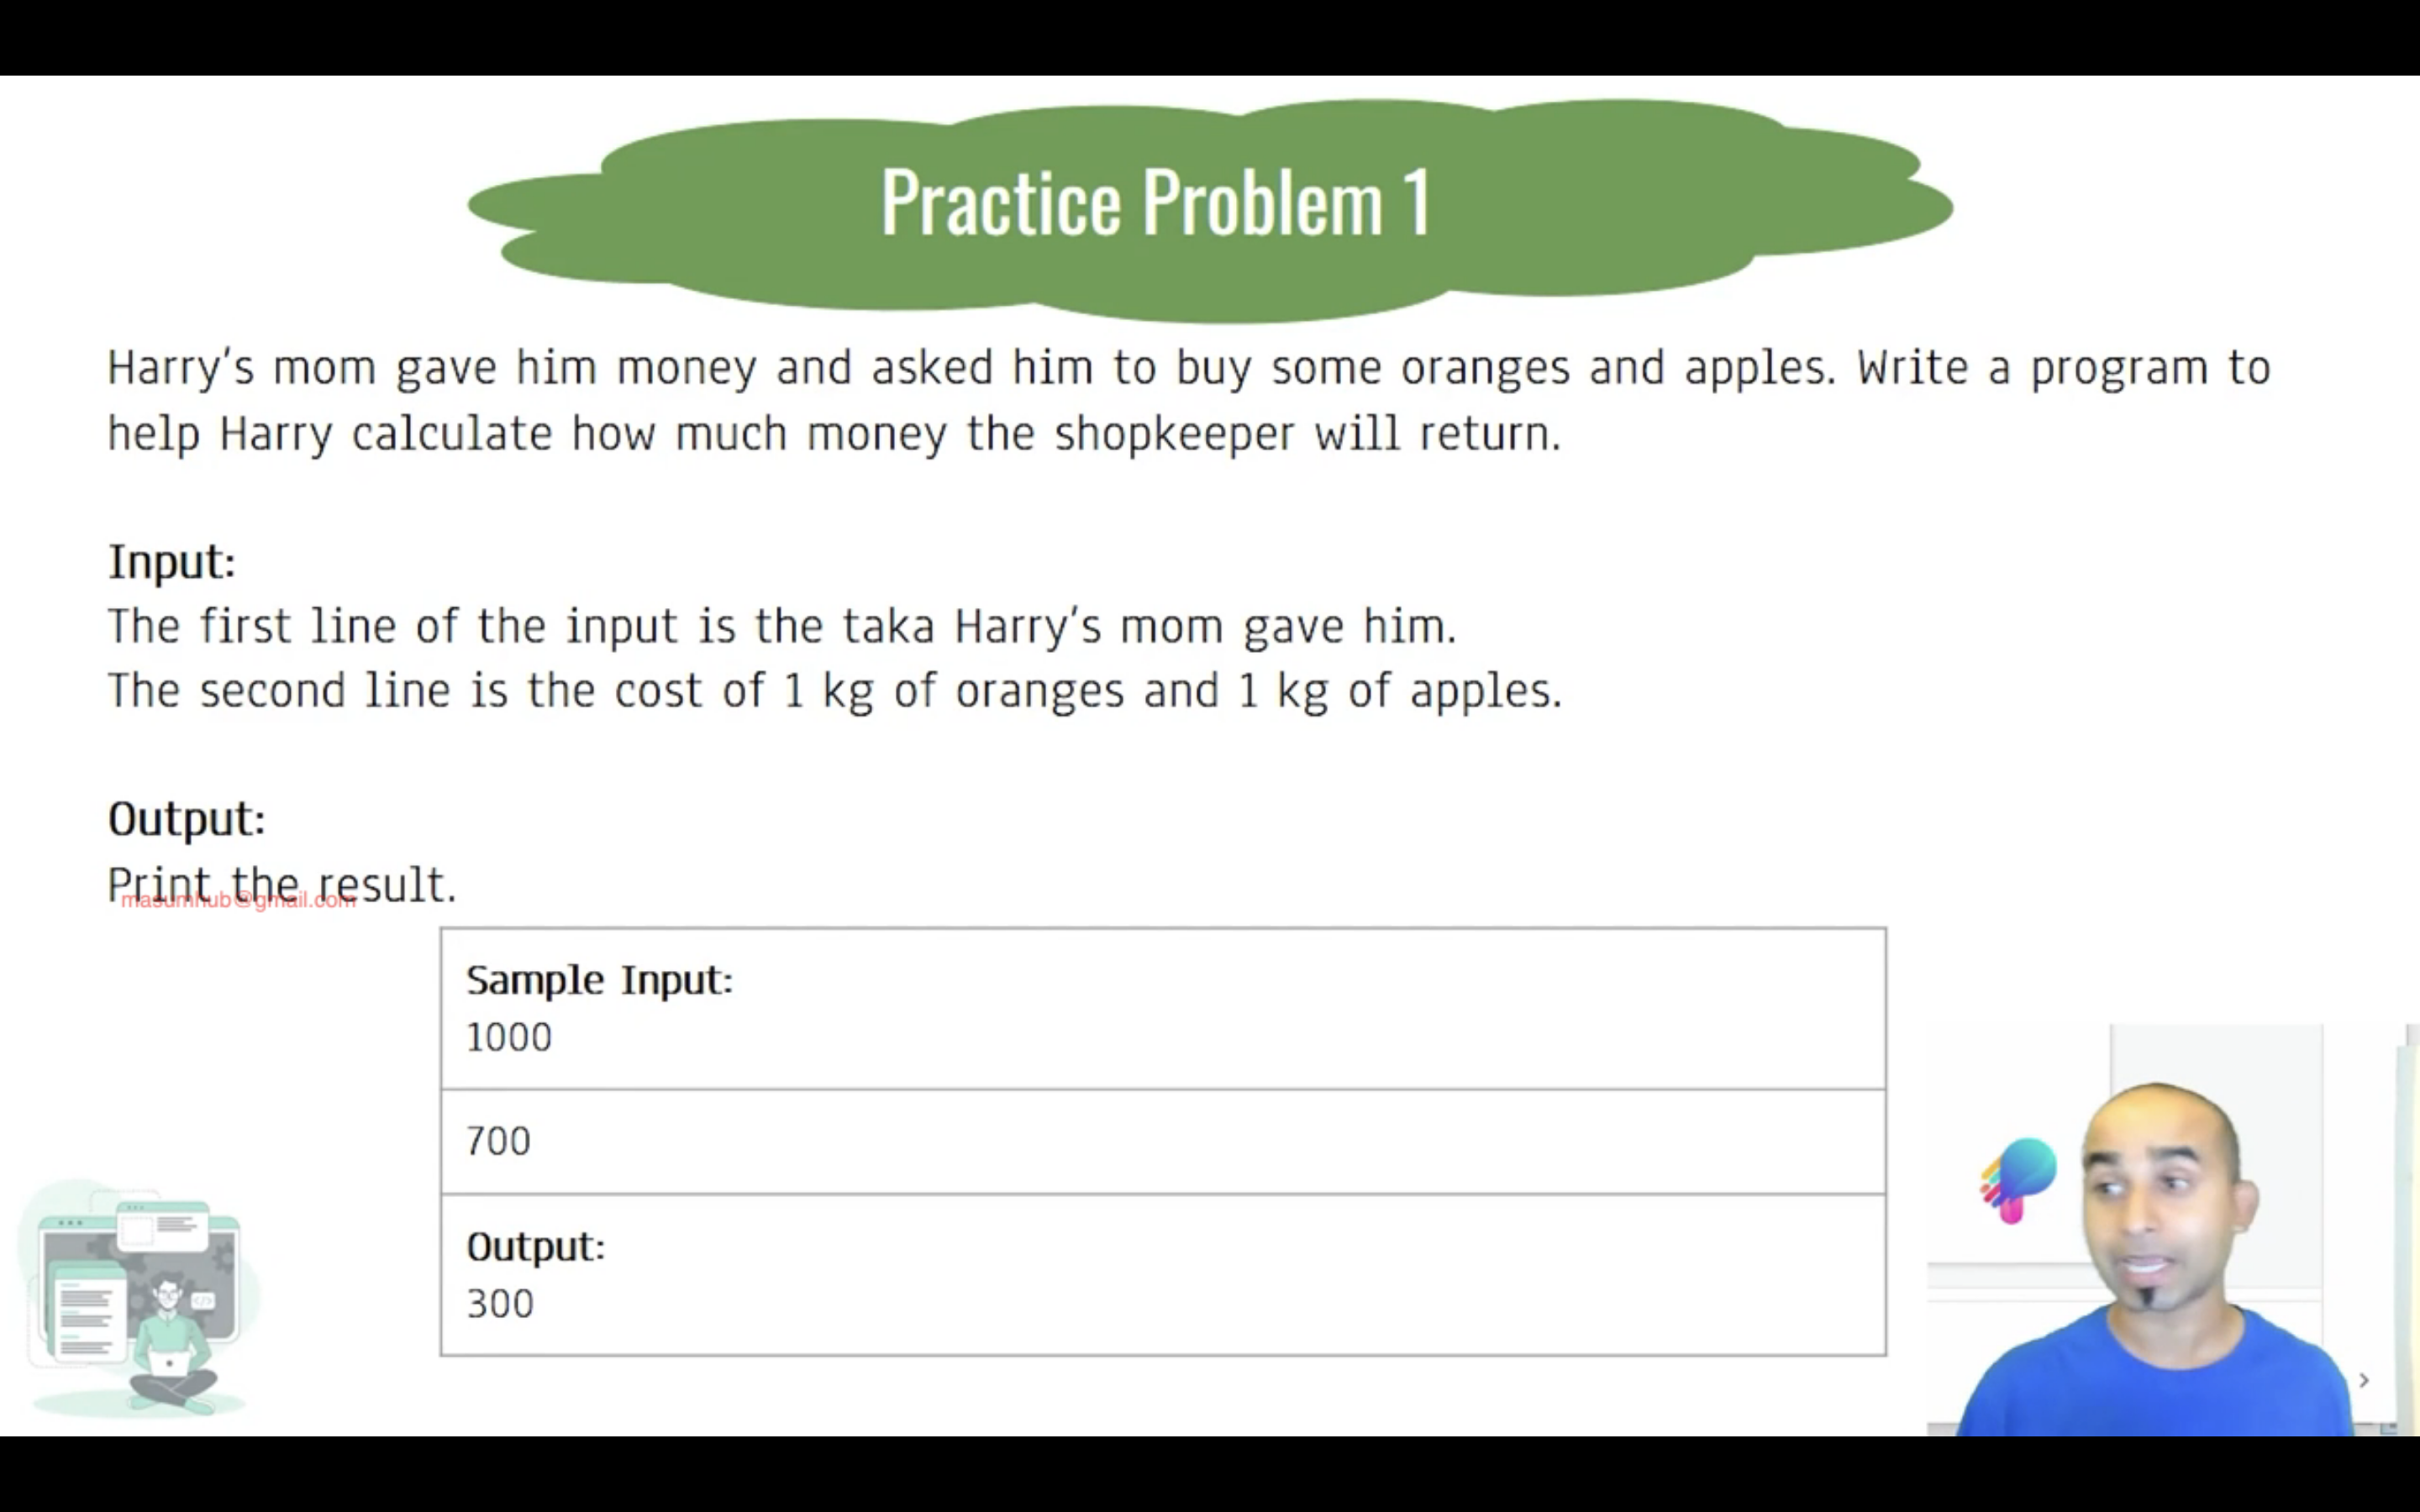 Practice Problem 1
Harry's mom gave him money and asked him to buy some oranges and apples. Write a program to
help Harry calculate how much money the shopkeeper will return.
Input:
The first line of the input is the taka Harry's mom gave him.
The second line is the cost of 1 kg of oranges and 1 kg of apples.
Output:
Print the result.
masumhub@gmail.com
Sample Input:
1000
700
Output:
300